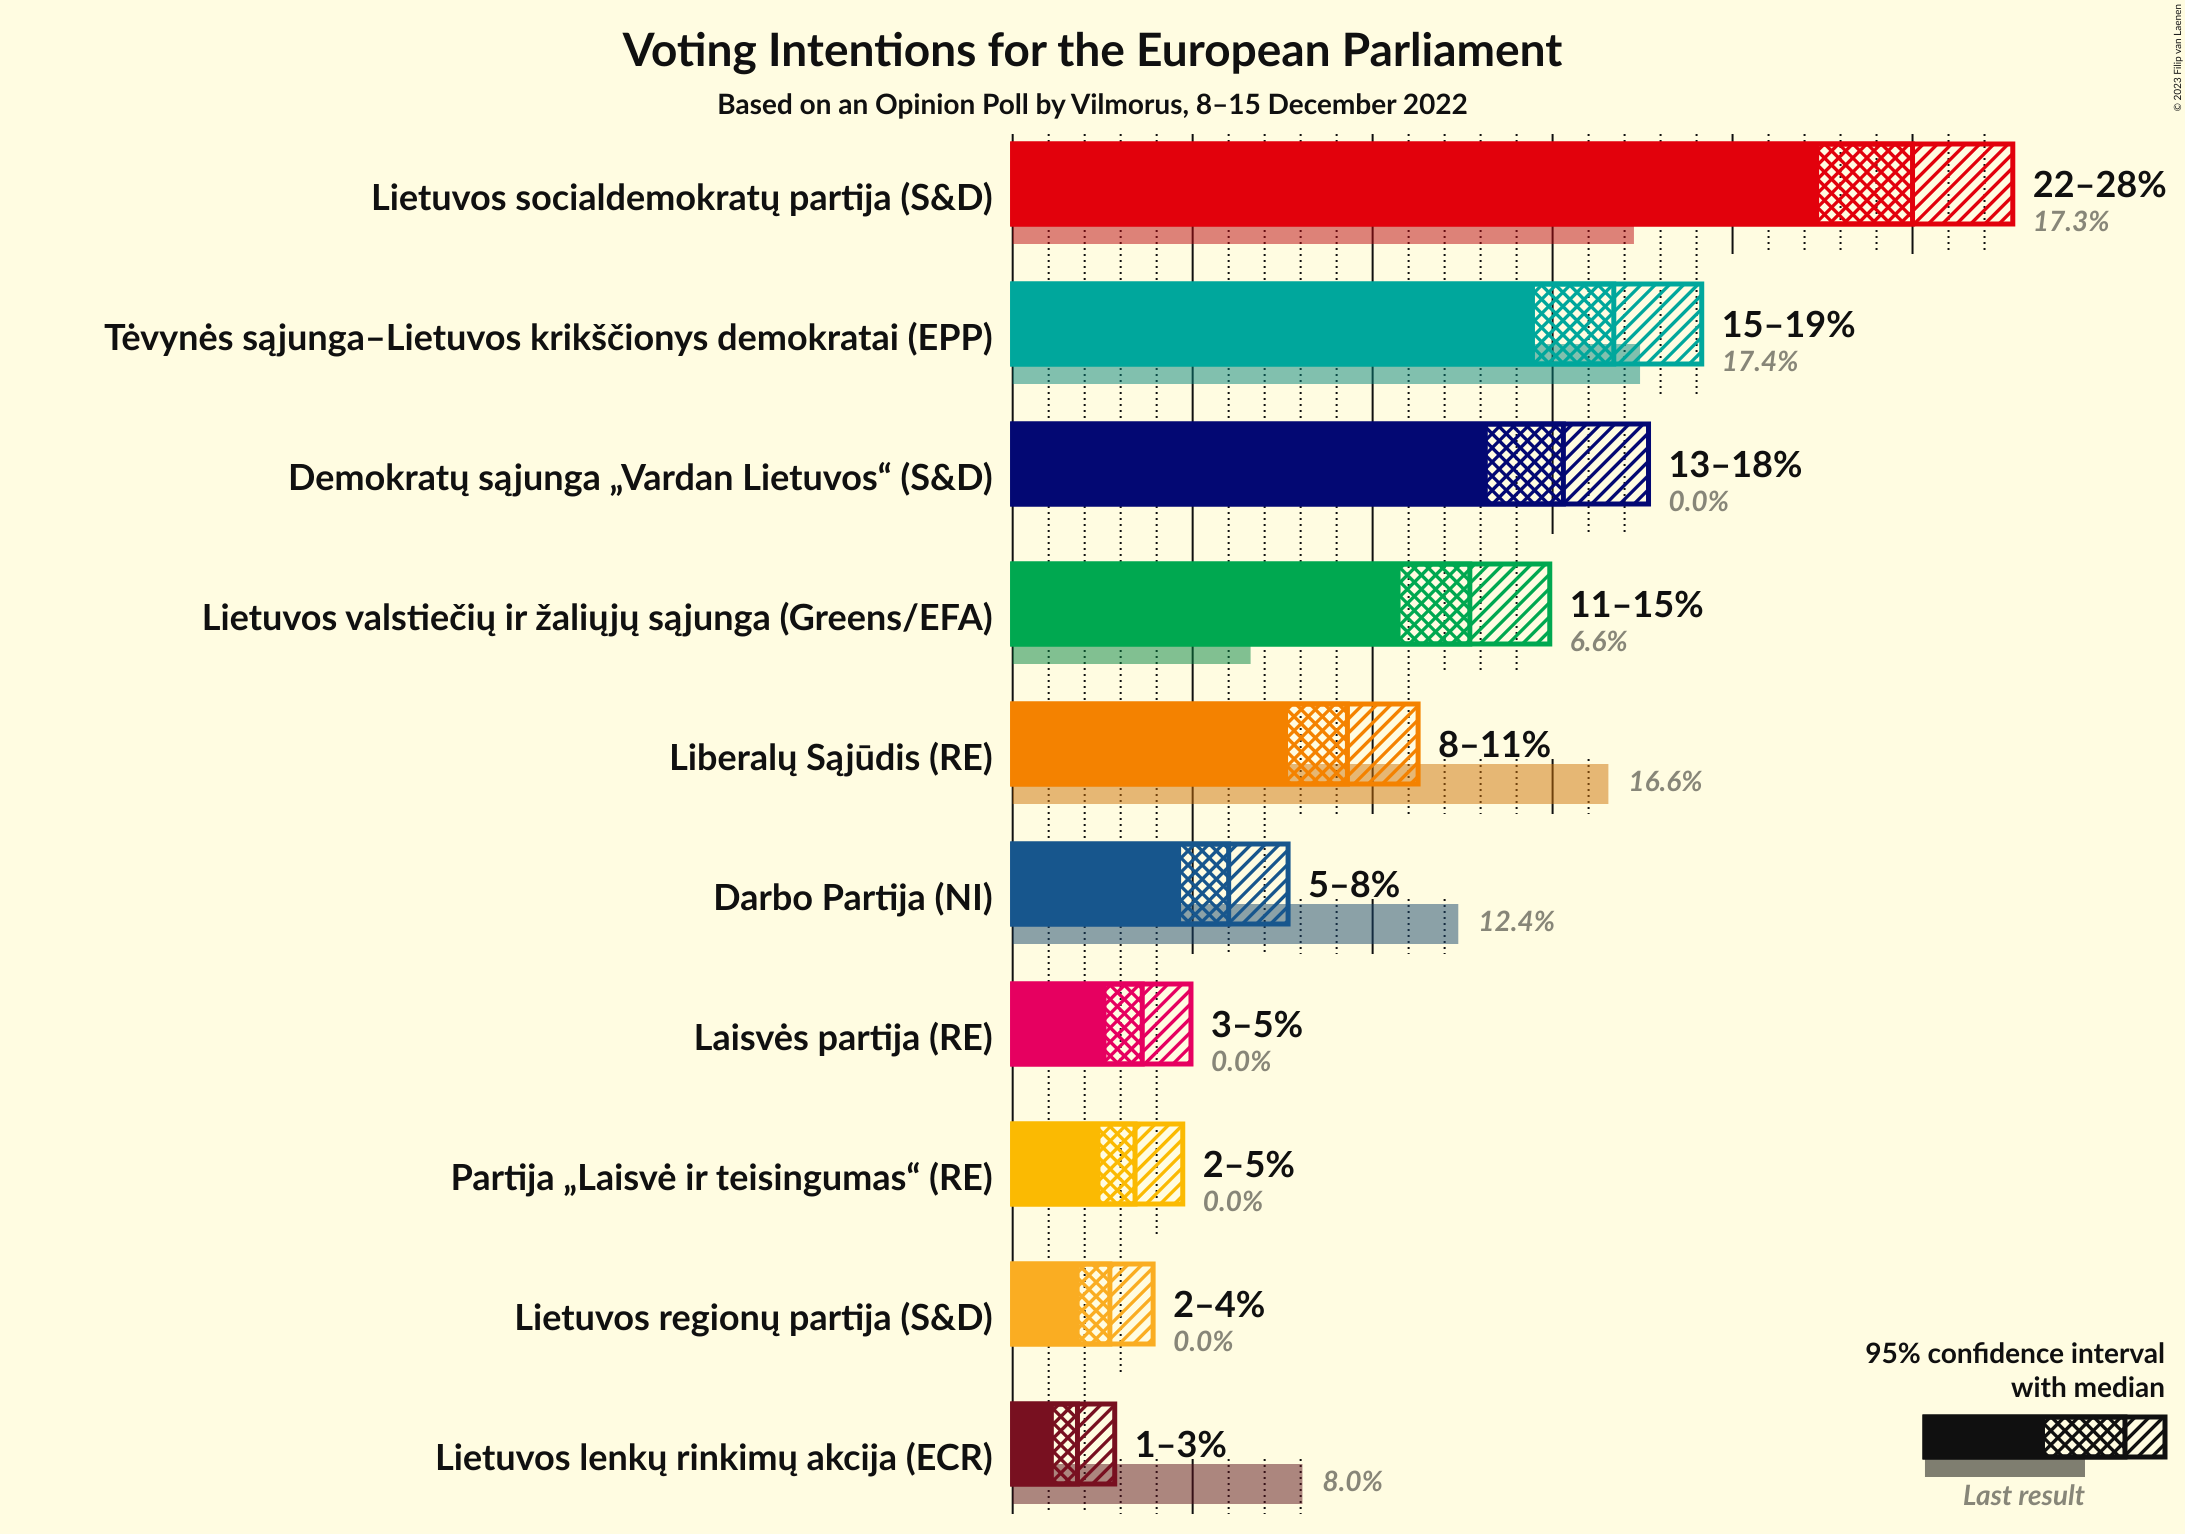 Voting Intentions for the European Parliament
Based on an Opinion Poll by Vilmorus, 8–15 December 2022
© 2023 Filip van Laenen
Lietuvos socialdemokratų partija (S&D)
22–28%
17.3%
Tėvynės sąjunga–Lietuvos krikščionys demokratai (EPP)
15–19%
17.4%
Demokratų sąjunga „Vardan Lietuvos“ (S&D)
13–18%
0.0%
Lietuvos valstiečių ir žaliųjų sąjunga (Greens/EFA)
11–15%
6.6%
Liberalų Sąjūdis (RE)
8–11%
16.6%
Darbo Partija (NI)
5–8%
12.4%
Laisvės partija (RE)
3–5%
0.0%
Partija „Laisvė ir teisingumas“ (RE)
2–5%
0.0%
Lietuvos regionų partija (S&D)
2–4%
0.0%
Lietuvos lenkų rinkimų akcija (ECR)
1–3%
8.0%
95% confidence interval
with median
Last result